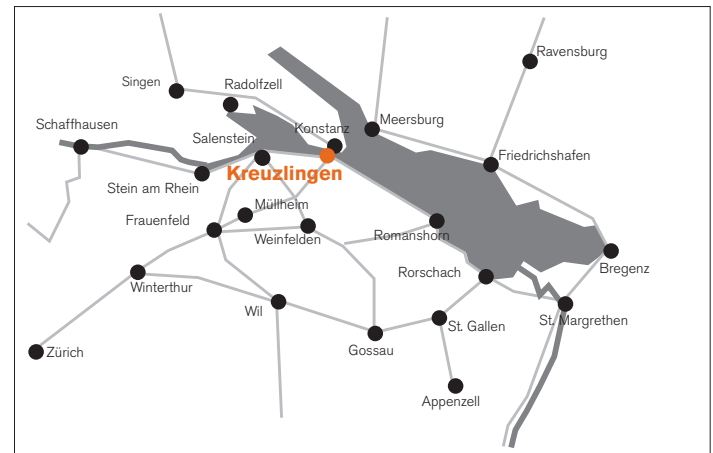 Ravensburg
Singen
Radolfzell
Meersburg
Schaffhausen
Konstanz
Salenstein
Friedrichshafen
Kreuzlingen
Stein am Rhein
Müllheim
Frauenfeld
Weinfelden
Romanshorn
Bregenz
Rorschach
Winterthur
Wil
St. Gallen
St. Margrethen
Gossau
Zürich
Appenzell